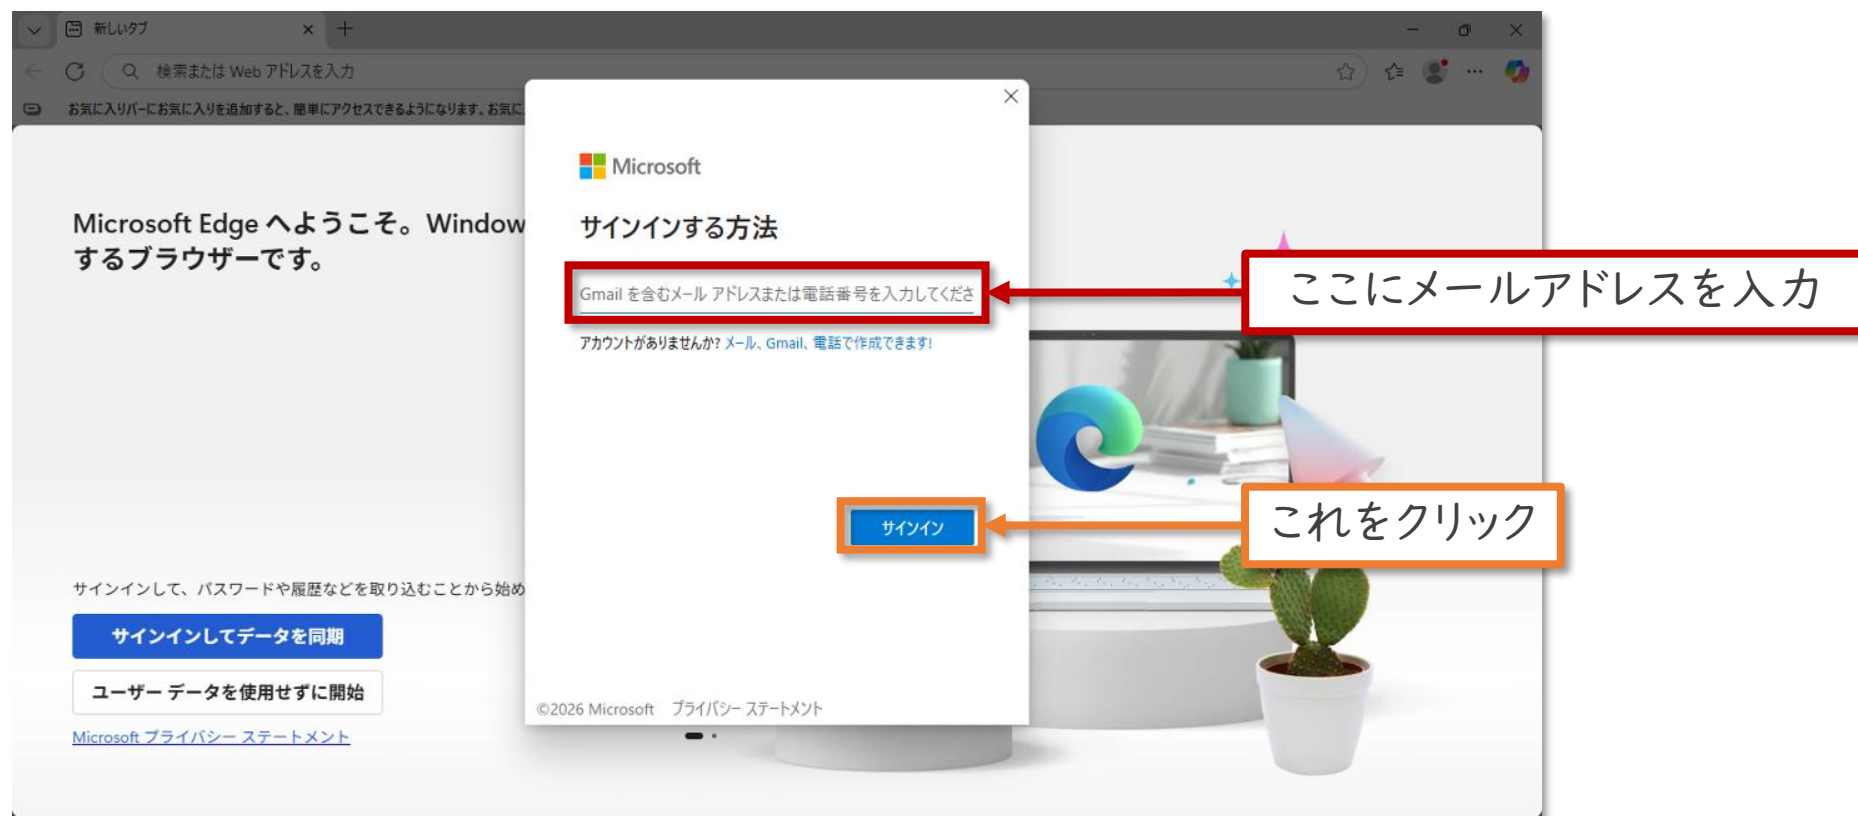 新しいタブ
検索または Web アドレスを入力
お気に入りバーにお気に入りを追加すると、簡単にアクセスできるようになります。お気に
Microsoft
サインインする方法
Gmail を含むメール アドレスまたは電話番号を入力してくださ
アカウントがありませんか? メール、Gmail、電話で作成できます!
サインイン
©2026 Microsoft プライバシー ステートメント
Microsoft Edge へようこそ。Window
するブラウザーです。
サインインして、パスワードや履歴などを取り込むことから始め
サインインしてデータを同期
ユーザー データを使用せずに開始
Microsoft プライバシー ステートメント
ここにメールアドレスを入力
これをクリック